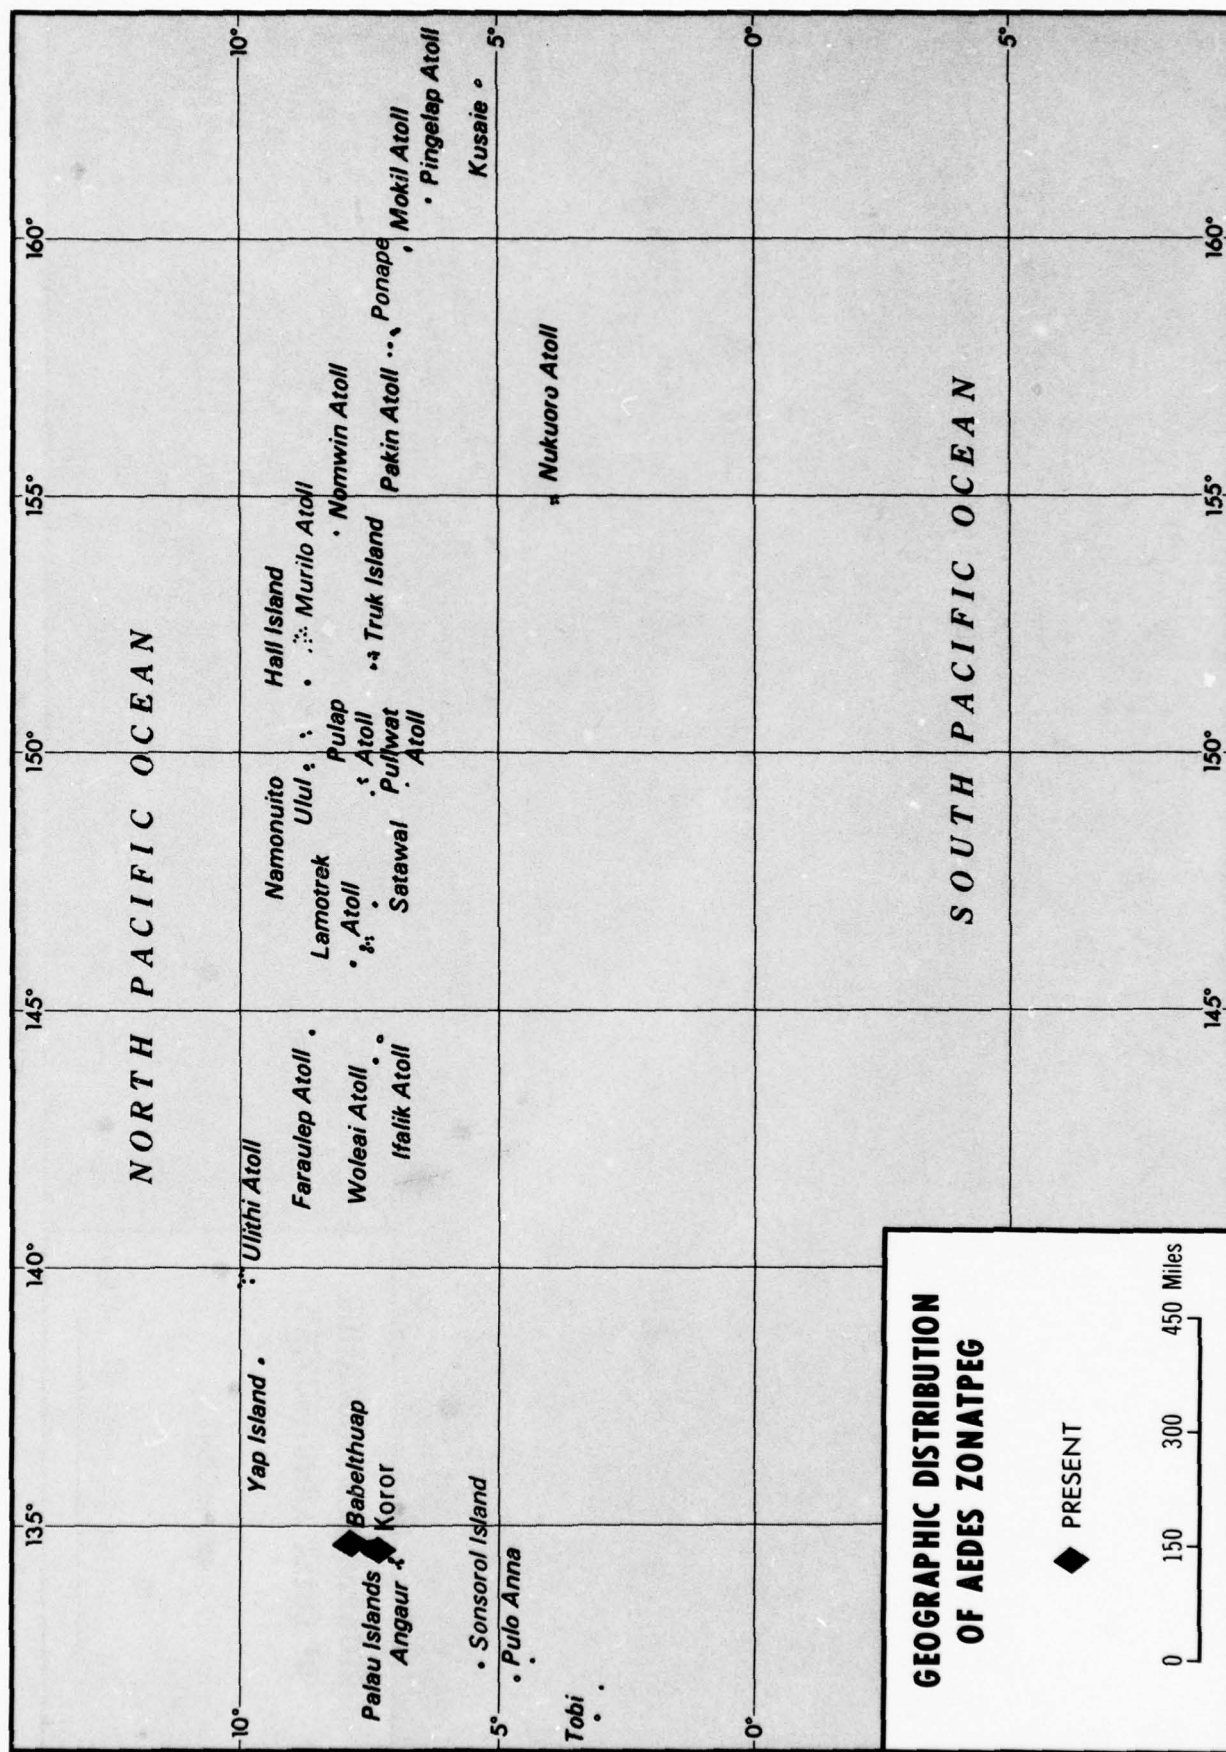 135°
140°
145°
150°
155°
160°
NORTH PACIFIC OCEAN
10°
10°
Yap Island
Ulithi Atoll
Namonuito
Hall Island
Faraulep Atoll
Ulul
Murilo Atoll
Lamotrek
Atoll
Pulap
Atoll
Nomwin Atoll
Palau Islands
Babelthuap
Koror
Angaur
Woleai Atoll
Ifalik Atoll
Satawal
Pullwat
Atoll
Truk Island
Pakin Atoll
Ponape
Mokil Atoll
Pingelap Atoll
Sonsorol Island
Kusaie
5°
5°
Pulo Anna
Tobi
Nukuoro Atoll
0°
0°
SOUTH PACIFIC OCEAN
5°
GEOGRAPHIC DISTRIBUTION
OF AEDES ZONATPEG
PRESENT
0 150 300 450 Miles
145°
150°
155°
160°